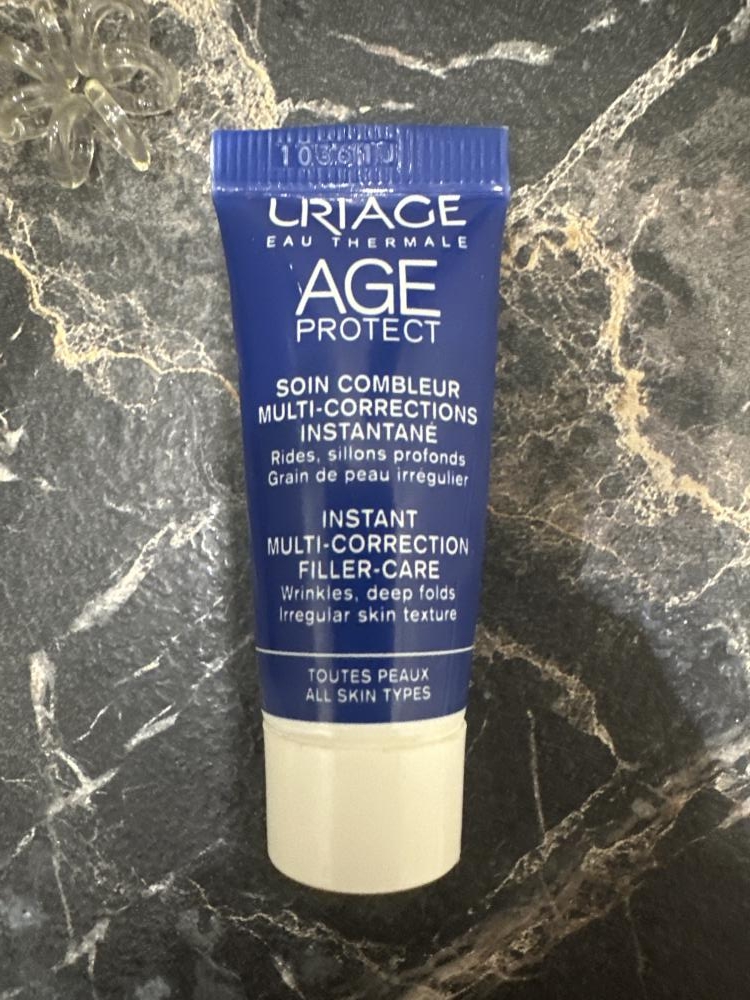 URIAGE
EAU THERMALE
AGE
PROTECT
SOIN COMBLEUR
MULTI-CORRECTIONS
INSTANTANÉ
Rides, sillons profonds
Grain de peau irrégulier
INSTANT
MULTI-CORRECTION
FILLER-CARE
Wrinkles, deep folds
Irregular skin texture
TOUTES PEAUX
ALL SKIN TYPES